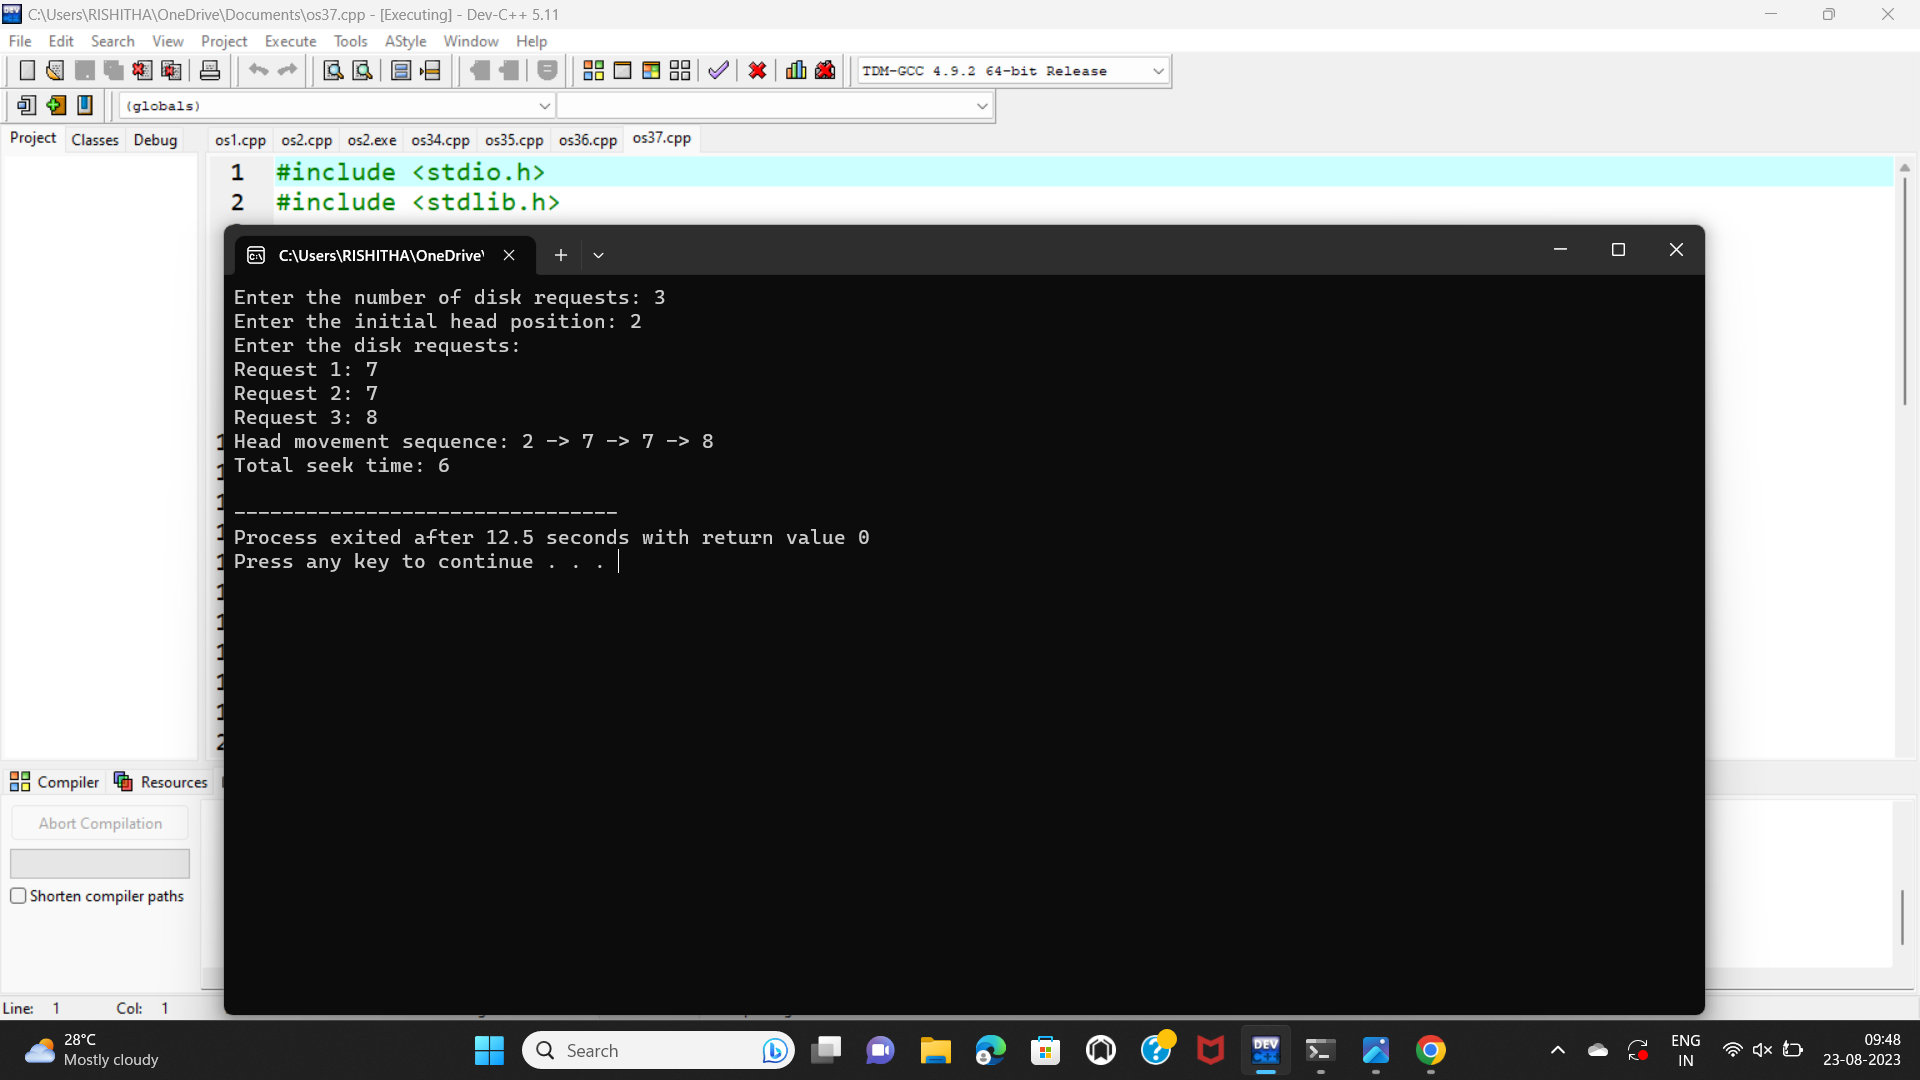 C:\Users\RISHITHA\OneDrive\Documents\os37.cpp - [Executing] - Dev-C++ 5.11
File Edit Search View Project Execute Tools AStyle Window Help
TDM-GCC 4.9.2 64-bit Release
(globals)
Project Classes Debug os1.cpp os2.cpp os2.exe os34.cpp os35.cpp os36.cpp os37.cpp
1 #include <stdio.h>
2 #include <stdlib.h>
C:\Users\RISHITHA\OneDrive\
Enter the number of disk requests: 3
Enter the initial head position: 2
Enter the disk requests:
Request 1: 7
Request 2: 7
Request 3: 8
Head movement sequence: 2 -> 7 -> 7 -> 8
Total seek time: 6
--------------------------------
Process exited after 12.5 seconds with return value 0
Press any key to continue . . .
Compiler Resources
Abort Compilation
Shorten compiler paths
Line: 1 Col: 1
28°C
Mostly cloudy
Search
DEV C++
ENG
IN
09:48
23-08-2023